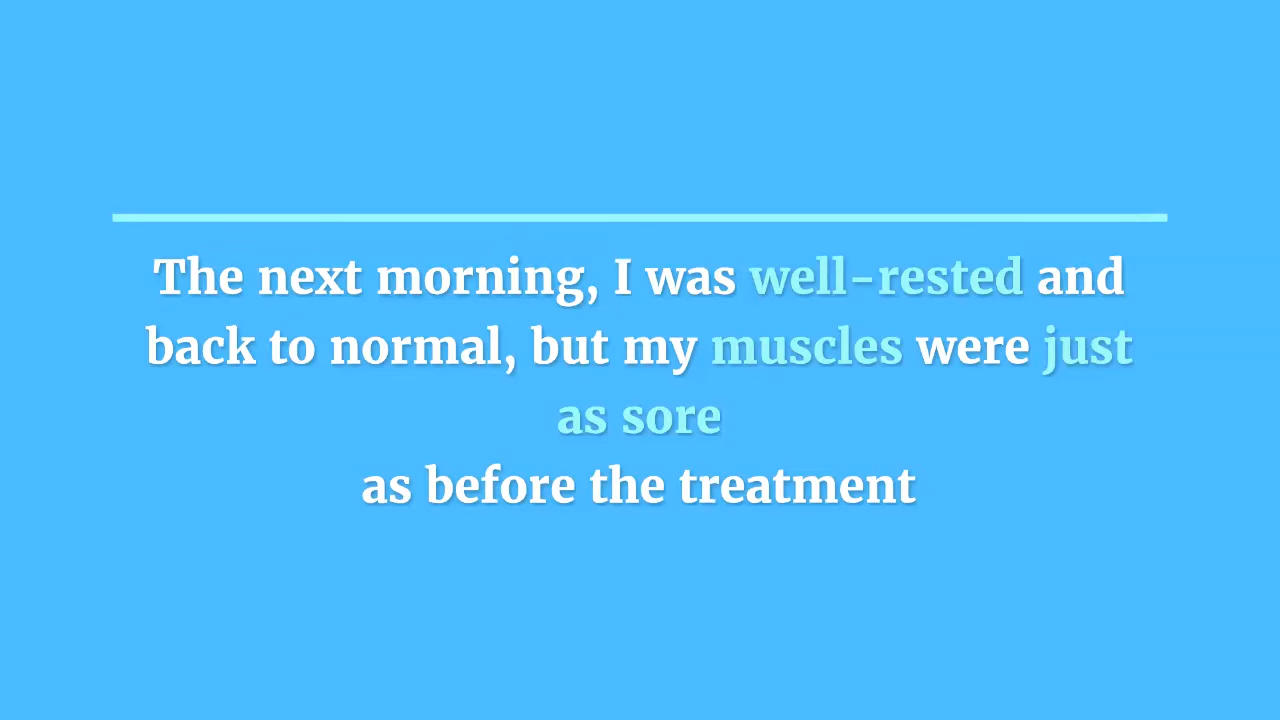 The next morning, I was well-rested and
back to normal, but my muscles were just
as sore
as before the treatment